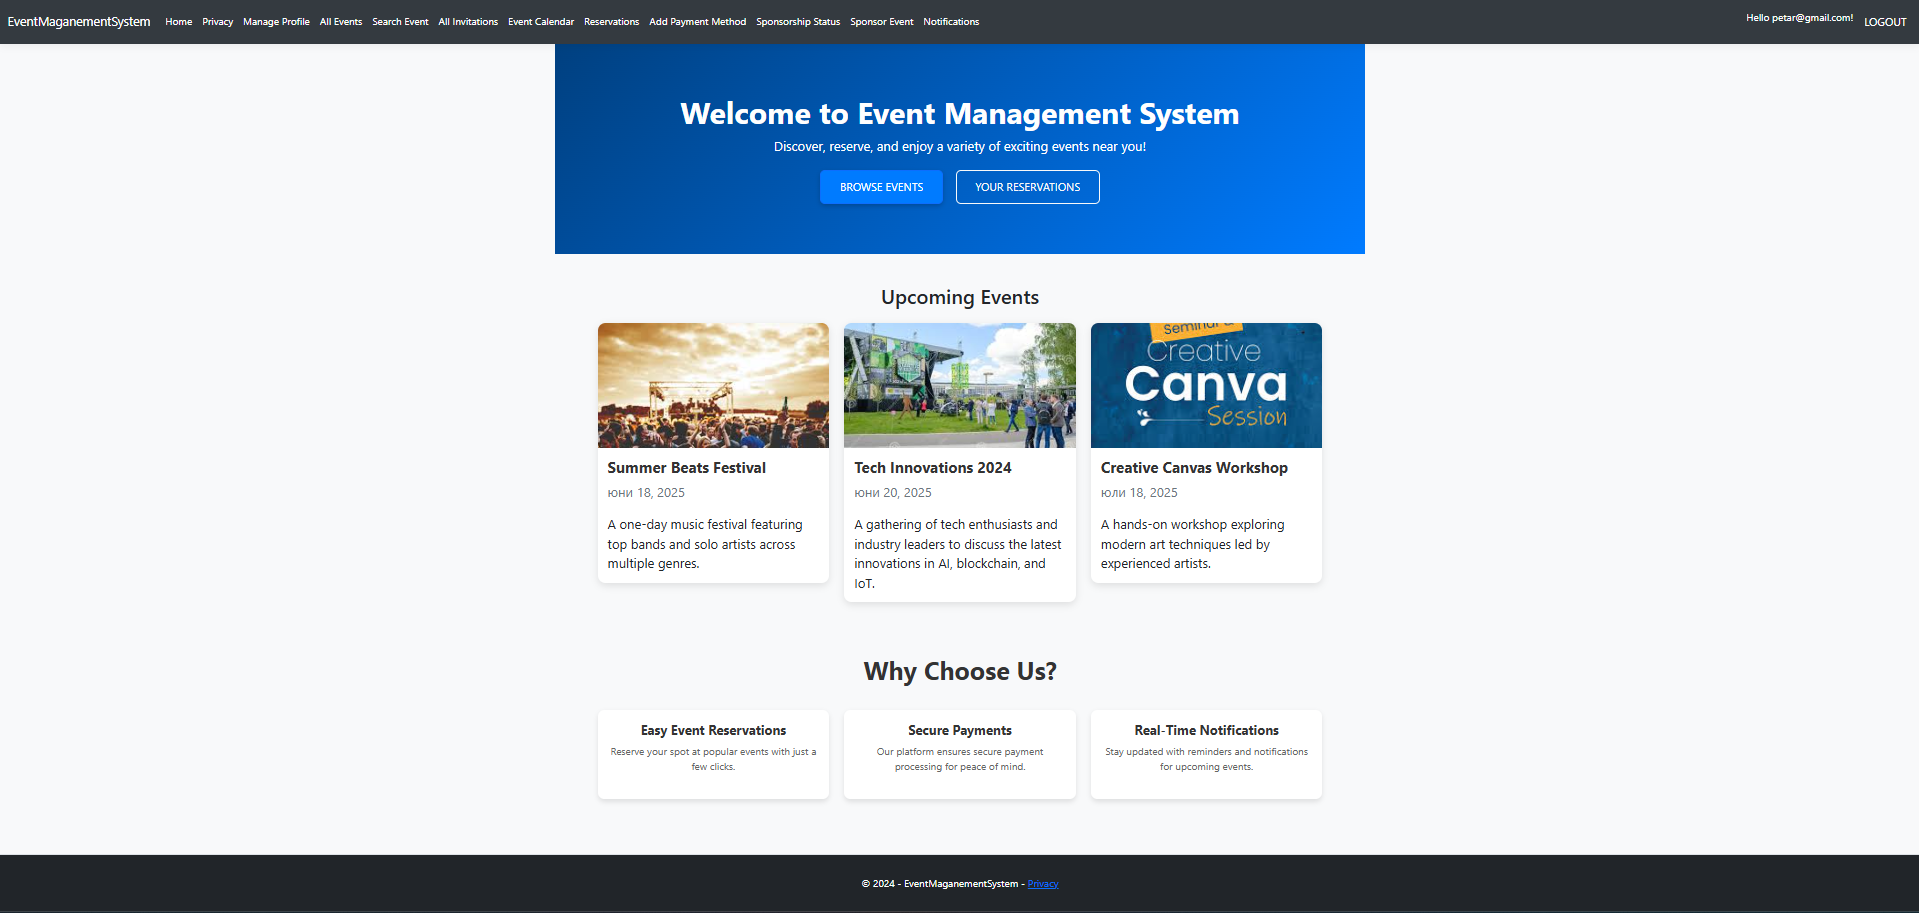 EventMaganementSystem Home Privacy Manage Profile All Events Search Event All Invitations Event Calendar Reservations Add Payment Method Sponsorship Status Sponsor Event Notifications Hello petar@gmail.com! LOGOUT
Welcome to Event Management System
Discover, reserve, and enjoy a variety of exciting events near you!
BROWSE EVENTS YOUR RESERVATIONS
Upcoming Events
Creative
Canva
Session
Summer Beats Festival
юни 18, 2025
A one-day music festival featuring
top bands and solo artists across
multiple genres.
Tech Innovations 2024
юни 20, 2025
A gathering of tech enthusiasts and
industry leaders to discuss the latest
innovations in AI, blockchain, and
IoT.
Creative Canvas Workshop
юли 18, 2025
A hands-on workshop exploring
modern art techniques led by
experienced artists.
Why Choose Us?
Easy Event Reservations
Reserve your spot at popular events with just a
few clicks.
Secure Payments
Our platform ensures secure payment
processing for peace of mind.
Real-Time Notifications
Stay updated with reminders and notifications
for upcoming events.
© 2024 - EventMaganementSystem - Privacy